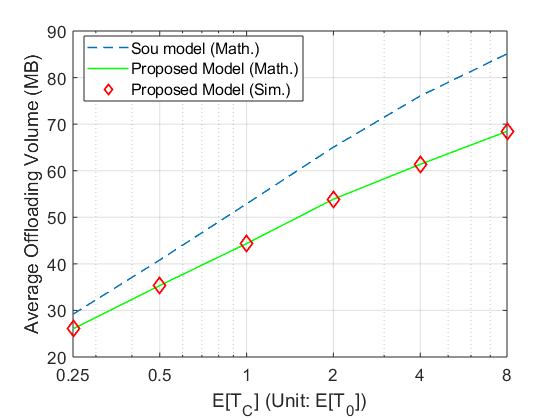 90
80
70
60
50
40
30
20
Average Offloading Volume (MB)
Sou model (Math.)
Proposed Model (Math.)
Proposed Model (Sim.)
0.25 0.5 1 2 4 8
E[T_C] (Unit: E[T_0])